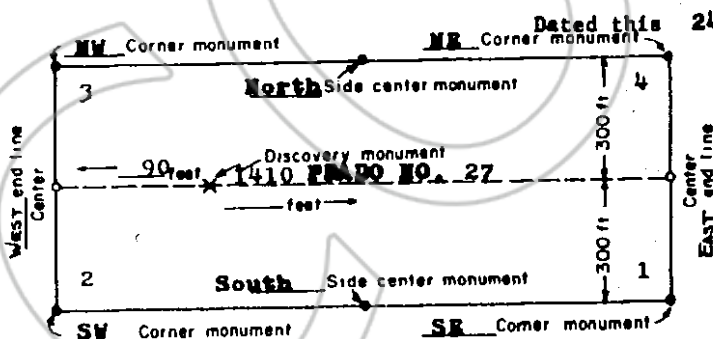 Dated this 2
NW Corner monument NE Corner monument
3 North Side center monument 4
300 ft
90 feet Discovery monument
1410 PRADO NO. 27
feet
WEST end line
Center
Center
EAST end line
300 ft
2 South Side center monument 1
SW Corner monument SE Corner monument